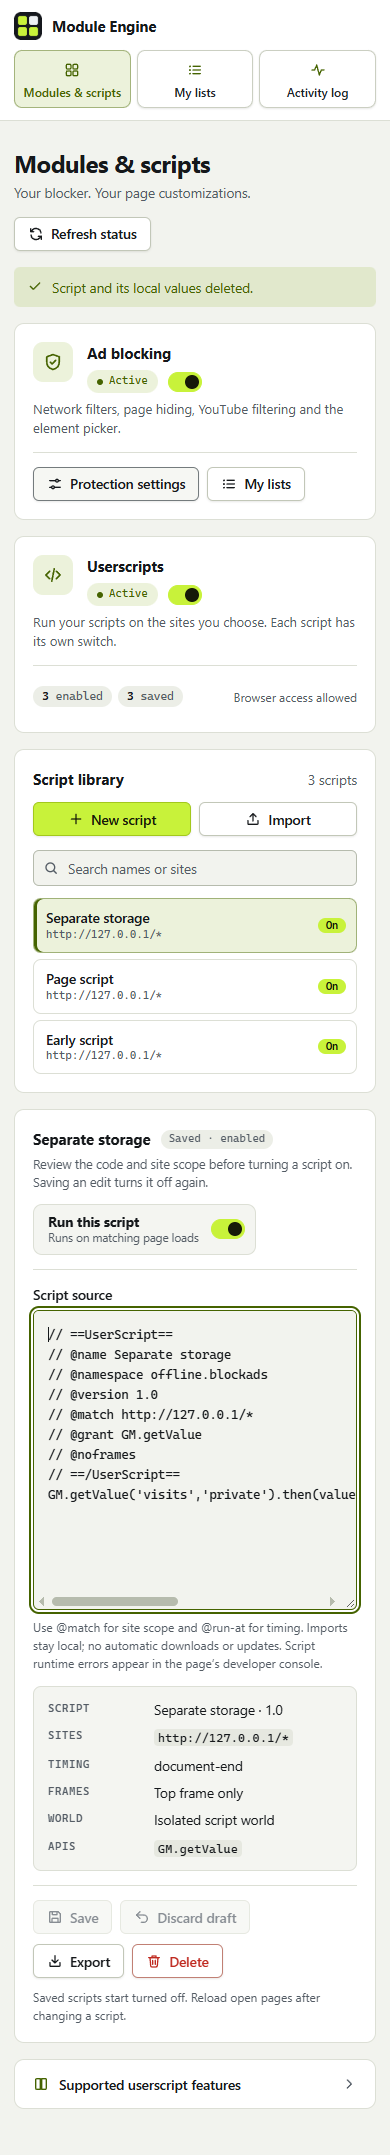 Module Engine
Modules & scripts
My lists
Activity log
Modules & scripts
Your blocker. Your page customizations.
Refresh status
Script and its local values deleted.
Ad blocking
Active
Network filters, page hiding, YouTube filtering and the
element picker.
Protection settings
My lists
Userscripts
Active
Run your scripts on the sites you choose. Each script has
its own switch.
3 enabled
3 saved
Browser access allowed
Script library
3 scripts
New script
Import
Search names or sites
Separate storage
http://127.0.0.1/*
On
Page script
http://127.0.0.1/*
On
Early script
http://127.0.0.1/*
On
Separate storage
Saved · enabled
Review the code and site scope before turning a script on.
Saving an edit turns it off again.
Run this script
Runs on matching page loads
Script source
// ==UserScript==
// @name Separate storage
// @namespace offline.blockads
// @version 1.0
// @match http://127.0.0.1/*
// @grant GM.getValue
// @noframes
// ==/UserScript==
GM.getValue('visits','private').then(value
Use @match for site scope and @run-at for timing. Imports
stay local; no automatic downloads or updates. Script
runtime errors appear in the page's developer console.
SCRIPT Separate storage · 1.0
SITES http://127.0.0.1/*
TIMING document-end
FRAMES Top frame only
WORLD Isolated script world
APIS GM.getValue
Save
Discard draft
Export
Delete
Saved scripts start turned off. Reload open pages after
changing a script.
Supported userscript features